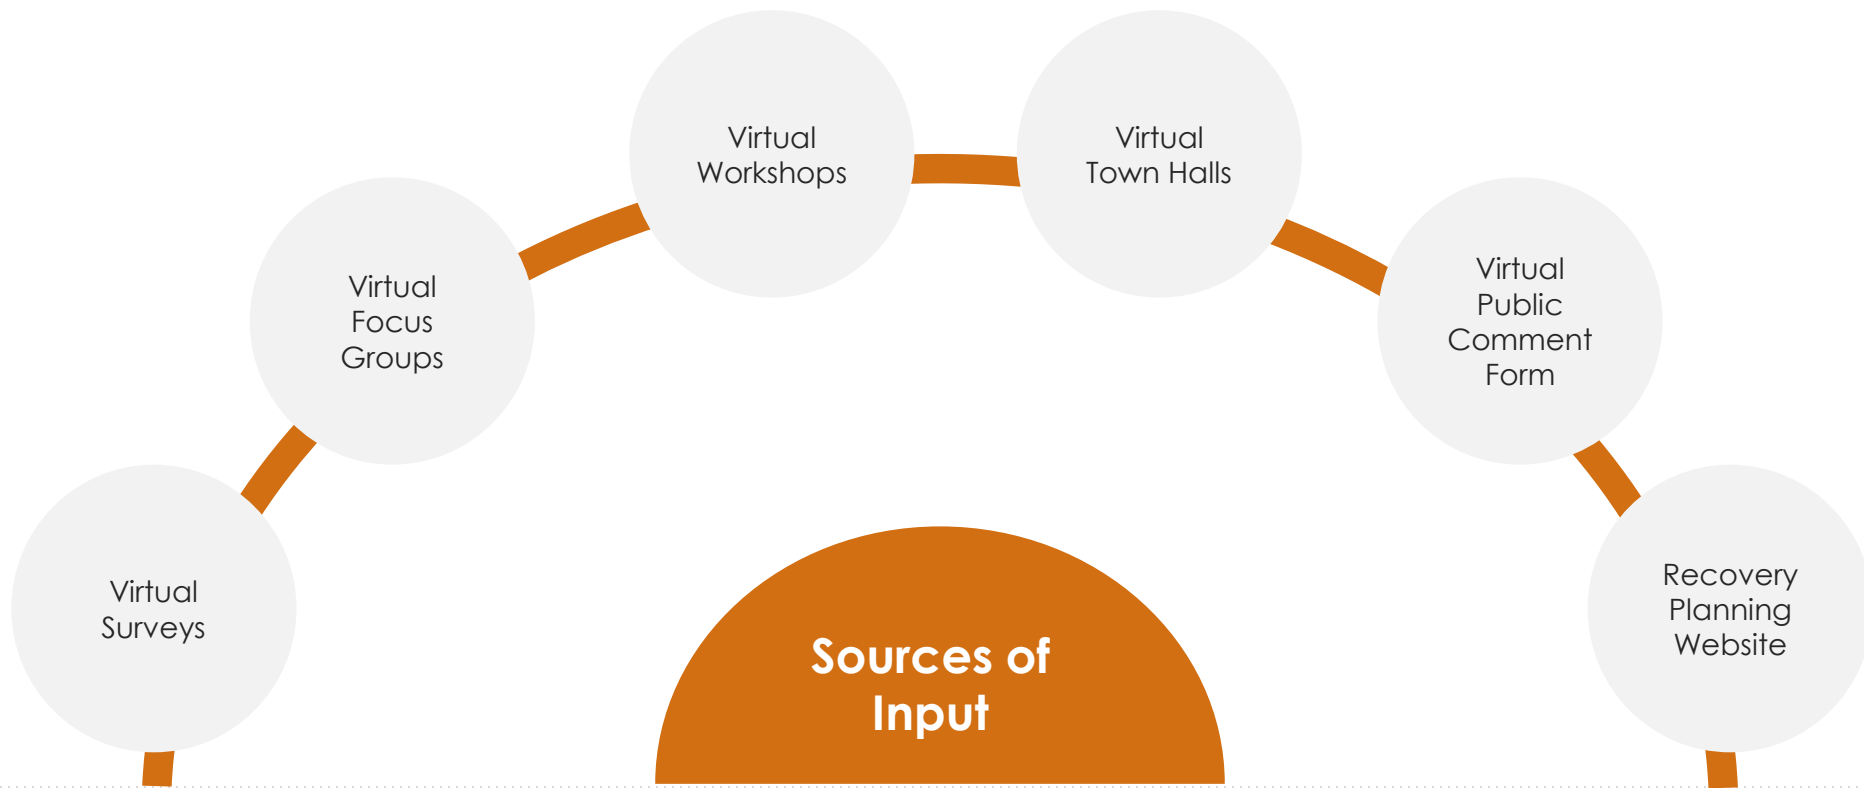 Virtual
Surveys
Virtual
Focus
Groups
Virtual
Workshops
Virtual
Town Halls
Virtual
Public
Comment
Form
Recovery
Planning
Website
Sources of
Input